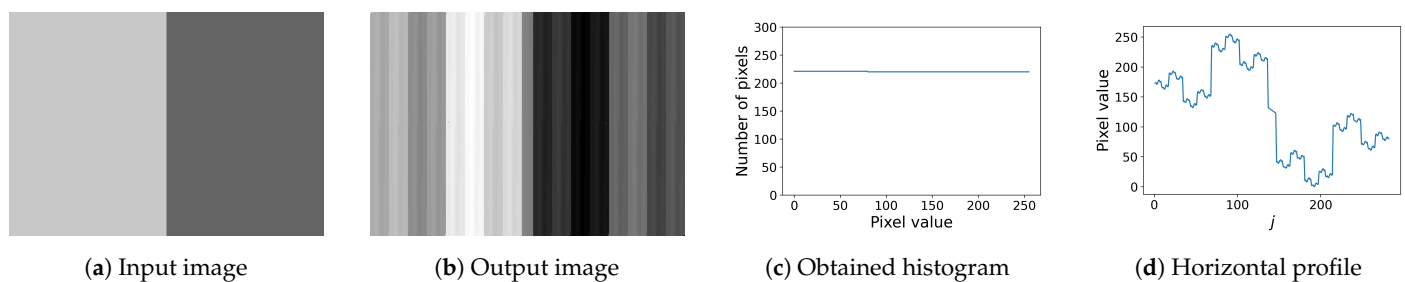 300
250
200
150
100
50
0
Number of pixels
0 50 100 150 200 250
Pixel value
250
200
150
100
50
0
Pixel value
0 100 200
j
(a) Input image
(b) Output image
(c) Obtained histogram
(d) Horizontal profile